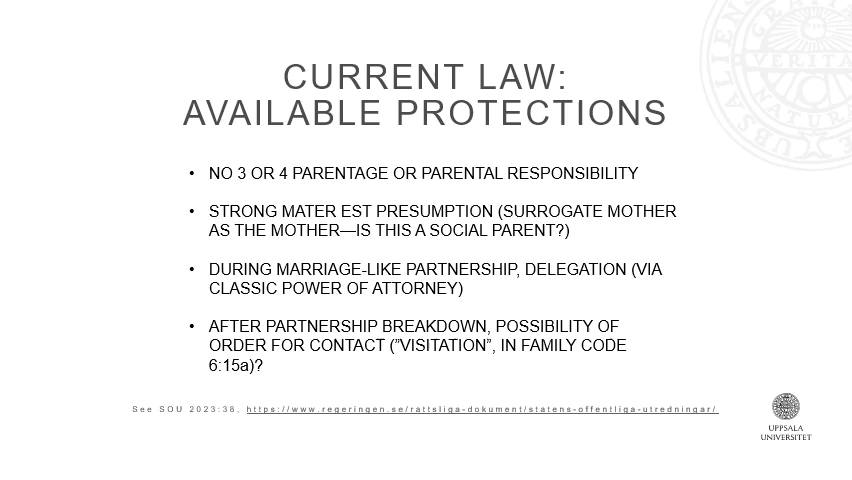 CURRENT LAW:
AVAILABLE PROTECTIONS
• NO 3 OR 4 PARENTAGE OR PARENTAL RESPONSIBILITY
• STRONG MATER EST PRESUMPTION (SURROGATE MOTHER
AS THE MOTHER—IS THIS A SOCIAL PARENT?)
• DURING MARRIAGE-LIKE PARTNERSHIP, DELEGATION (VIA
CLASSIC POWER OF ATTORNEY)
• AFTER PARTNERSHIP BREAKDOWN, POSSIBILITY OF
ORDER FOR CONTACT (”VISITATION”, IN FAMILY CODE
6:15a)?
See SOU 2023:38, https://www.regeringen.se/rattsliga-dokument/statens-offentliga-utredningar/
UPPSALA
UNIVERSITET